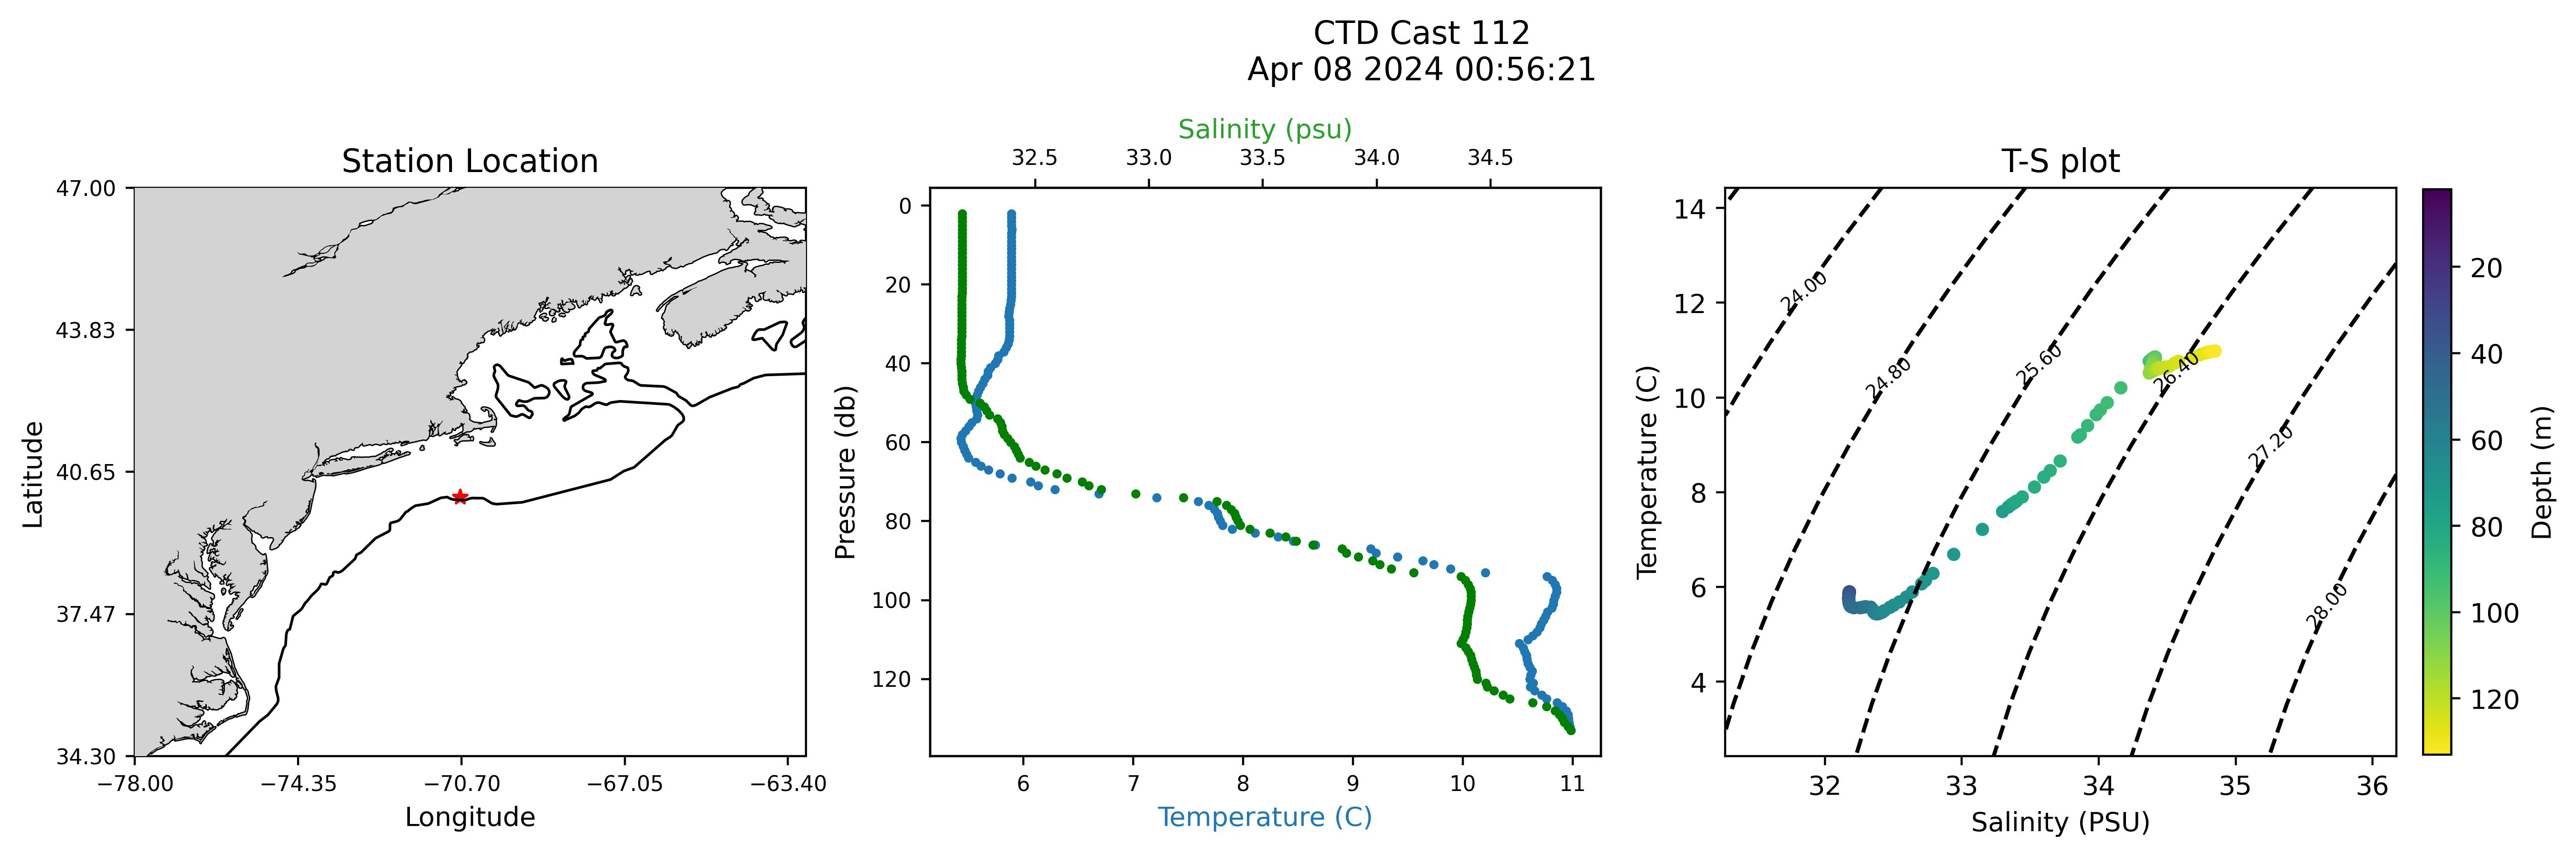 CTD Cast 112
Apr 08 2024 00:56:21
Station Location
47.00
43.83
40.65
37.47
34.30
Latitude
−78.00 −74.35 −70.70 −67.05 −63.40
Longitude
Salinity (psu)
32.5 33.0 33.5 34.0 34.5
0
20
40
60
80
100
120
Pressure (db)
6 7 8 9 10 11
Temperature (C)
T-S plot
14
12
10
8
6
4
Temperature (C)
24.00
24.80
25.60
26.40
27.20
28.00
32 33 34 35 36
Salinity (PSU)
20
40
60
80
100
120
Depth (m)